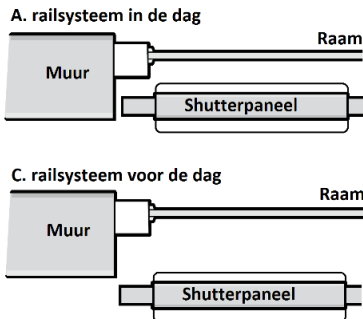 A. railsysteem in de dag
Raam
Muur
Shutterpaneel
C. railsysteem voor de dag
Raam
Muur
Shutterpaneel